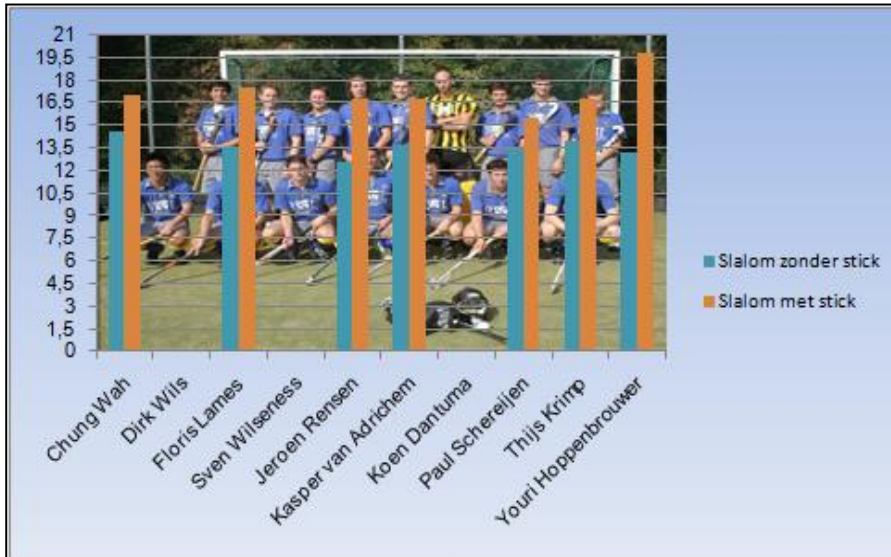 21
19,5
18
16,5
15
13,5
12
10,5
9
7,5
6
4,5
3
1,5
0
Slalom zonder stick
Slalom met stick
Chung Wah
Dirk Wils
Floris Lames
Sven Wilseness
Jeroen Rensen
Kasper van Adrichem
Koen Dantuma
Paul Schereijen
Thijs Krimp
Youri Hoppenbrouwer